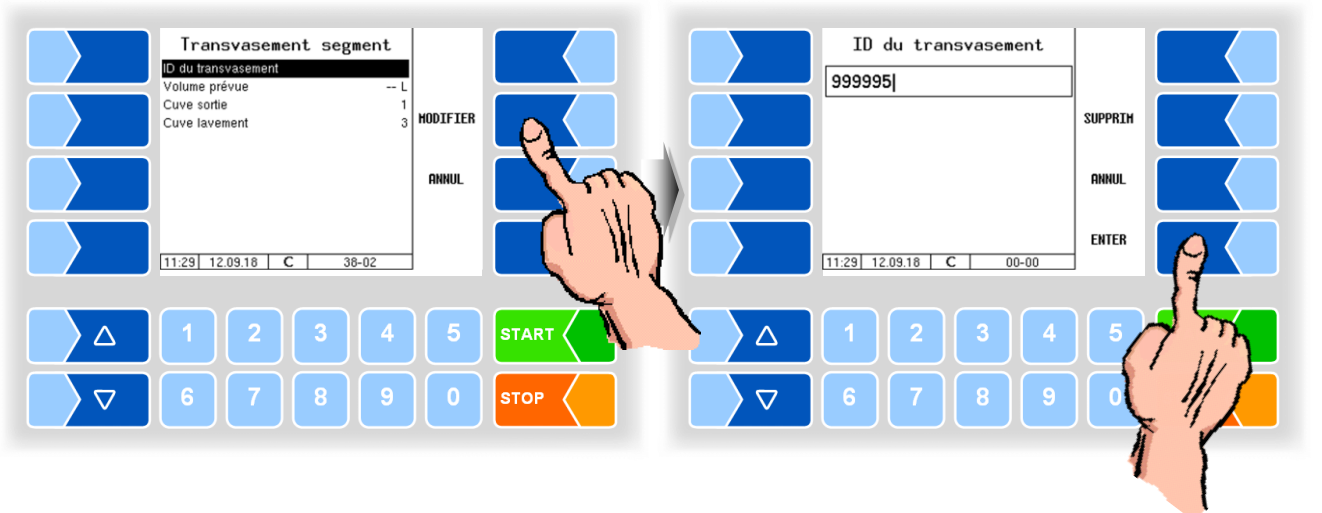 Transvasement segment
ID du transvasement
Volume prévue -- L
Cuve sortie 1
Cuve lavement 3
MODIFIER
ANNUL
11:29 12.09.18 C 38-02
1 2 3 4 5 START
6 7 8 9 0 STOP
ID du transvasement
999995
SUPPRIM
ANNUL
ENTER
11:29 12.09.18 C 00-00
1 2 3 4 5
6 7 8 9 0